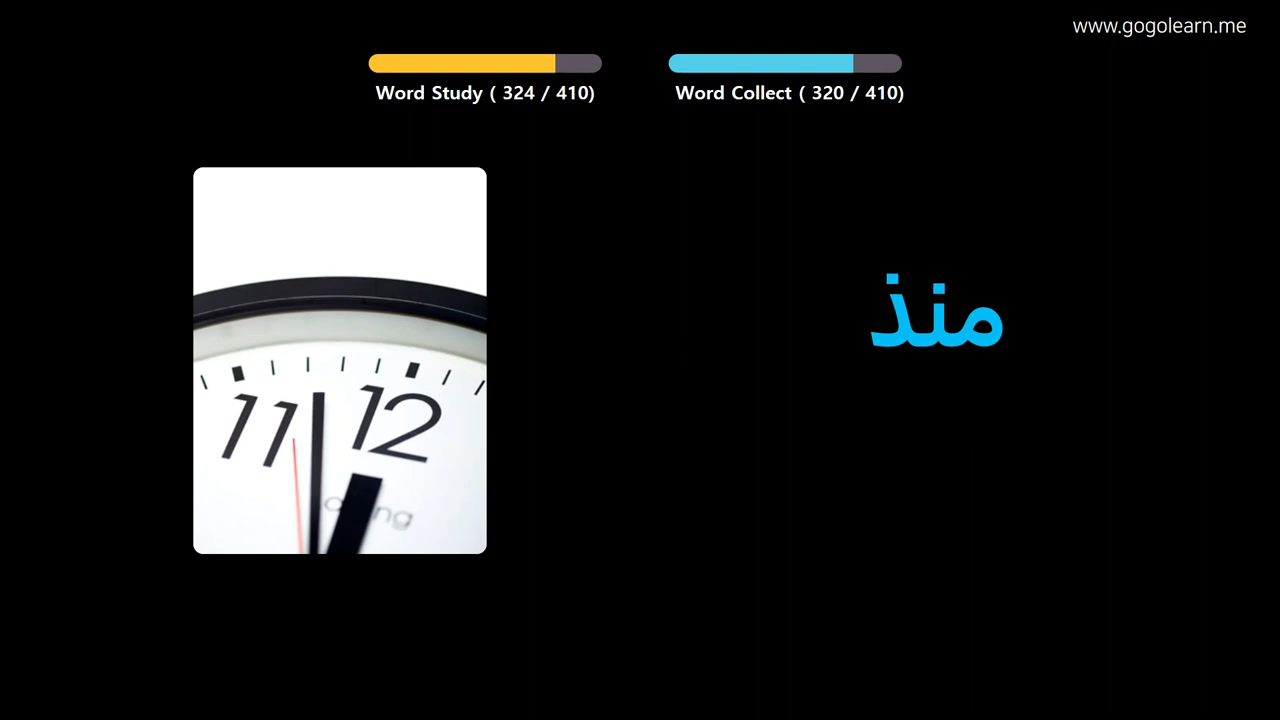 www.gogolearn.me
Word Study ( 324 / 410)
Word Collect ( 320 / 410)
منذ
11
12